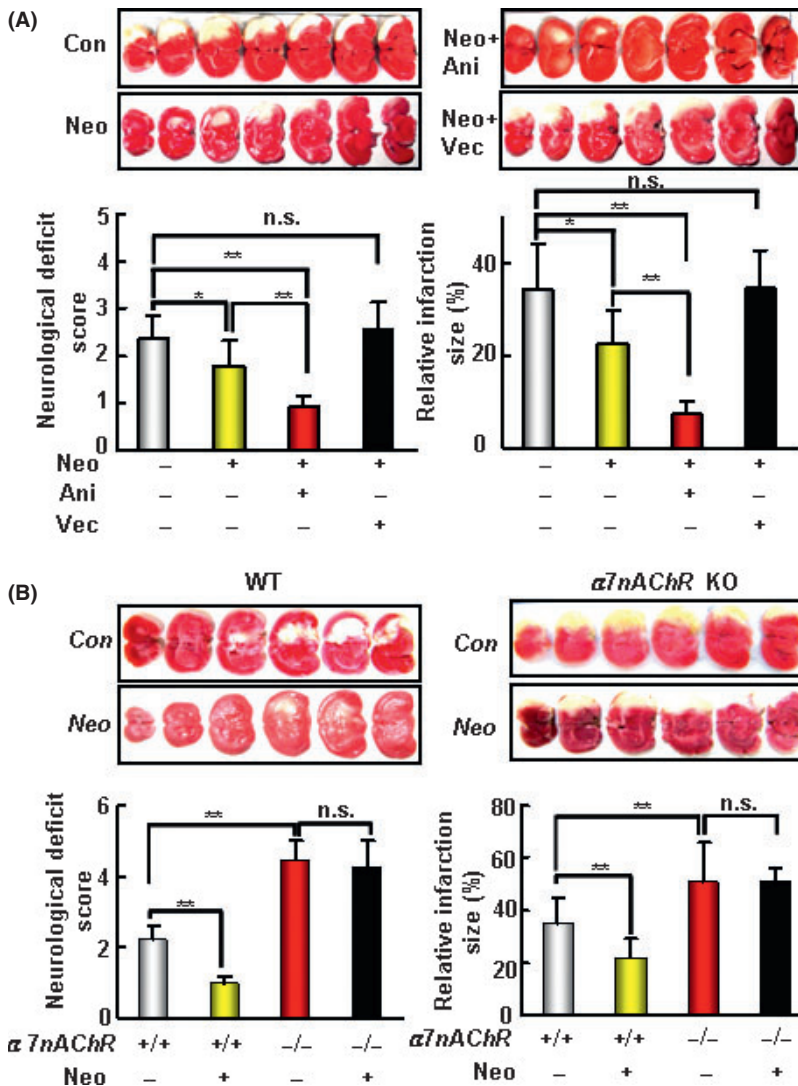 (A)
Con
Neo
Neo+
Ani
Neo+
Vec
Neurological deficit
score
5
4
3
2
1
0
n.s.
**
*
**
Neo – + + +
Ani – – + –
Vec – – – +
Relative infarction
size (%)
40
20
0
n.s.
**
*
**
– + + +
– – + –
– – – +
(B)
WT
α7nAChR KO
Con
Neo
Con
Neo
Neurological deficit
score
6
4
2
0
**
n.s.
**
α 7nAChR +/+ +/+ –/– –/–
Neo – + – +
Relative infarction
size (%)
80
60
40
20
0
**
n.s.
**
α7nAChR +/+ +/+ –/– –/–
Neo – + – +